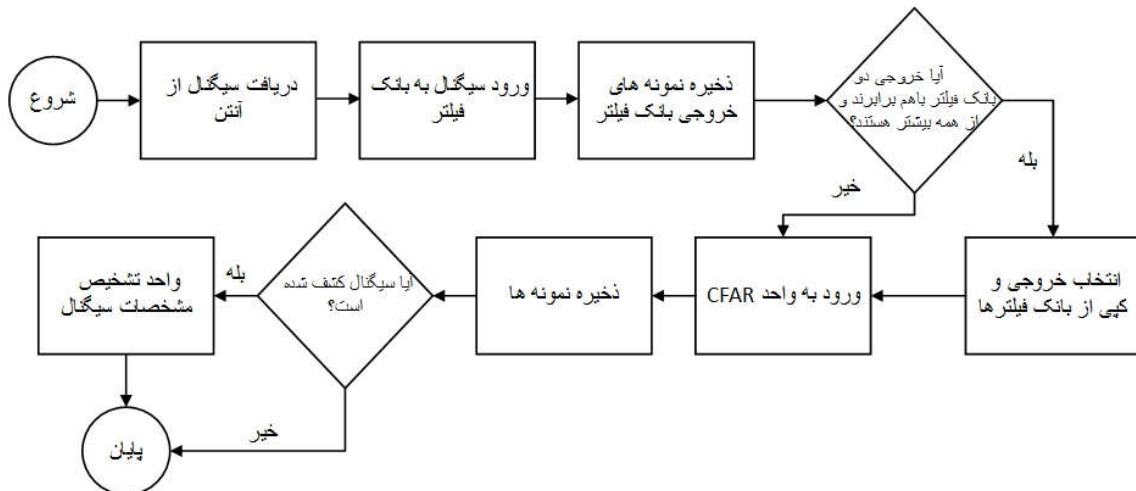 شروع
دریافت سیگنال از
آنتن
ورود سیگنال به بانک
فیلتر
ذخیره نمونه های
خروجی بانک فیلتر
آیا خروجی دو
بانک فیلتر باهم برابرند و
از همه بیشتر هستند؟
بله
خیر
انتخاب خروجی و
کپی از بانک فیلترها
ورود به واحد CFAR
ذخیره نمونه ها
آیا سیگنال کشف شده
است؟
بله
واحد تشخیص
مشخصات سیگنال
خیر
پایان